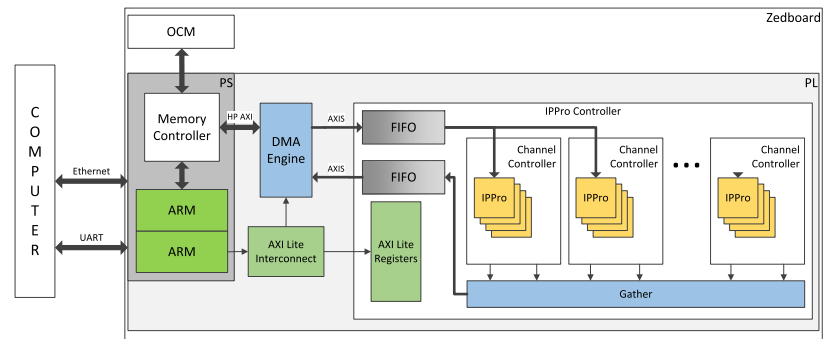 Zedboard
OCM
PS
PL
COMPUTER
Ethernet
UART
Memory
Controller
HP AXI
DMA
Engine
ARM
ARM
AXI Lite
Interconnect
AXIS
AXIS
IPPro Controller
FIFO
FIFO
AXI Lite
Registers
Channel
Controller
IPPro
Channel
Controller
IPPro
Channel
Controller
IPPro
Gather